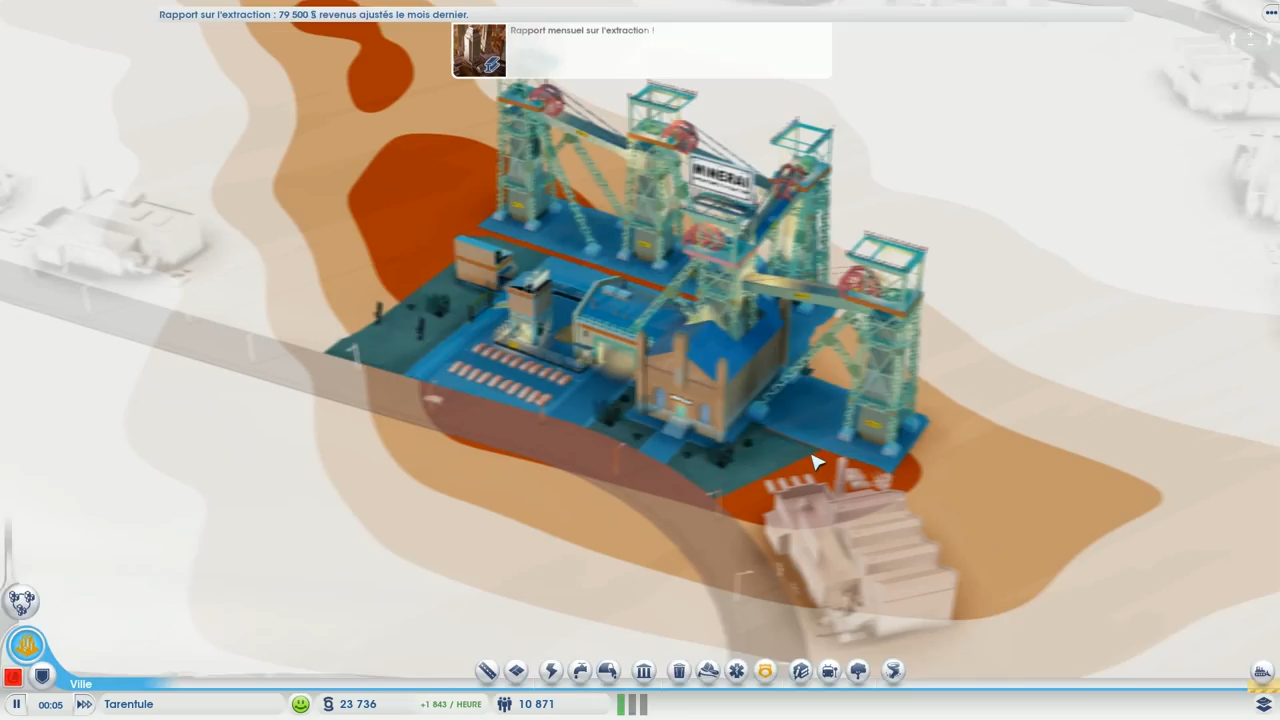 Rapport sur l'extraction : 79 500 § revenus ajustés le mois dernier.
Rapport mensuel sur l'extraction !
MINERAI
Ville
00:05
Tarentule
23 736
+1 843 / HEURE
10 871